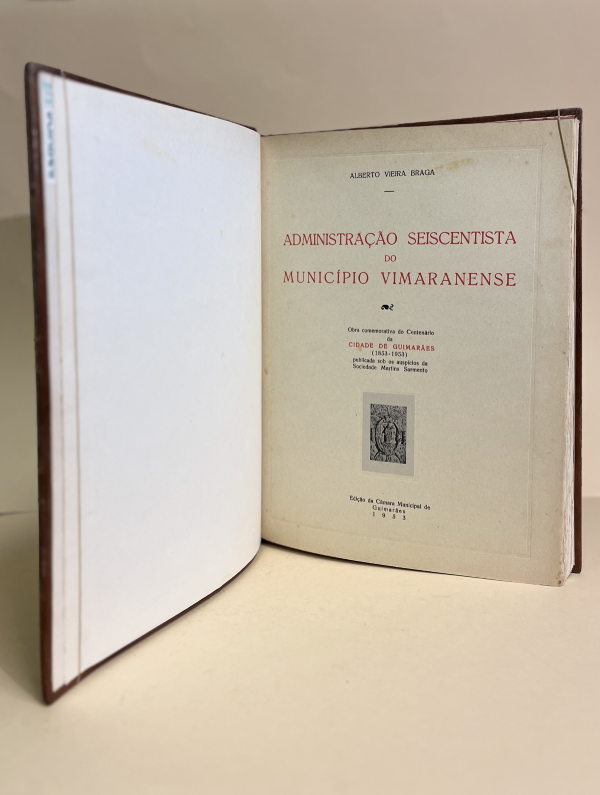 ALBERTO VIEIRA BRAGA
ADMINISTRAÇÃO SEISCENTISTA
DO
MUNICÍPIO VIMARANENSE
Obra comemorativa do Centenário
da
CIDADE DE GUIMARÃES
(1853-1953)
publicada sob os auspícios da
Sociedade Martins Sarmento
Edição da Câmara Municipal de
Guimarães
1953